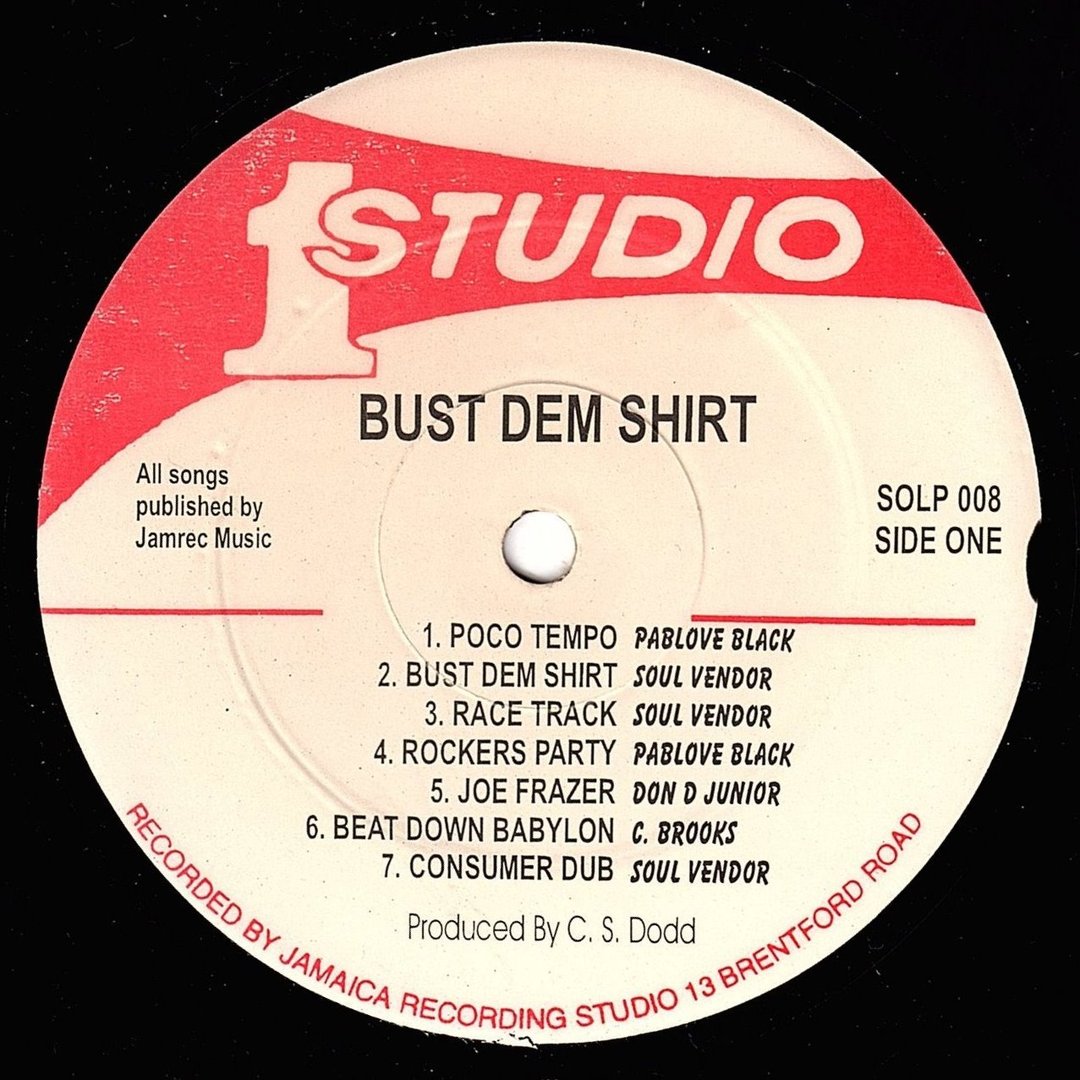 1 STUDIO
BUST DEM SHIRT
All songs
published by
Jamrec Music
SOLP 008
SIDE ONE
1. POCO TEMPO PABLOVE BLACK
2. BUST DEM SHIRT SOUL VENDOR
3. RACE TRACK SOUL VENDOR
4. ROCKERS PARTY PABLOVE BLACK
5. JOE FRAZER DON D JUNIOR
6. BEAT DOWN BABYLON C. BROOKS
7. CONSUMER DUB SOUL VENDOR
Produced By C. S. Dodd
RECORDED BY JAMAICA RECORDING STUDIO 13 BRENTFORD ROAD